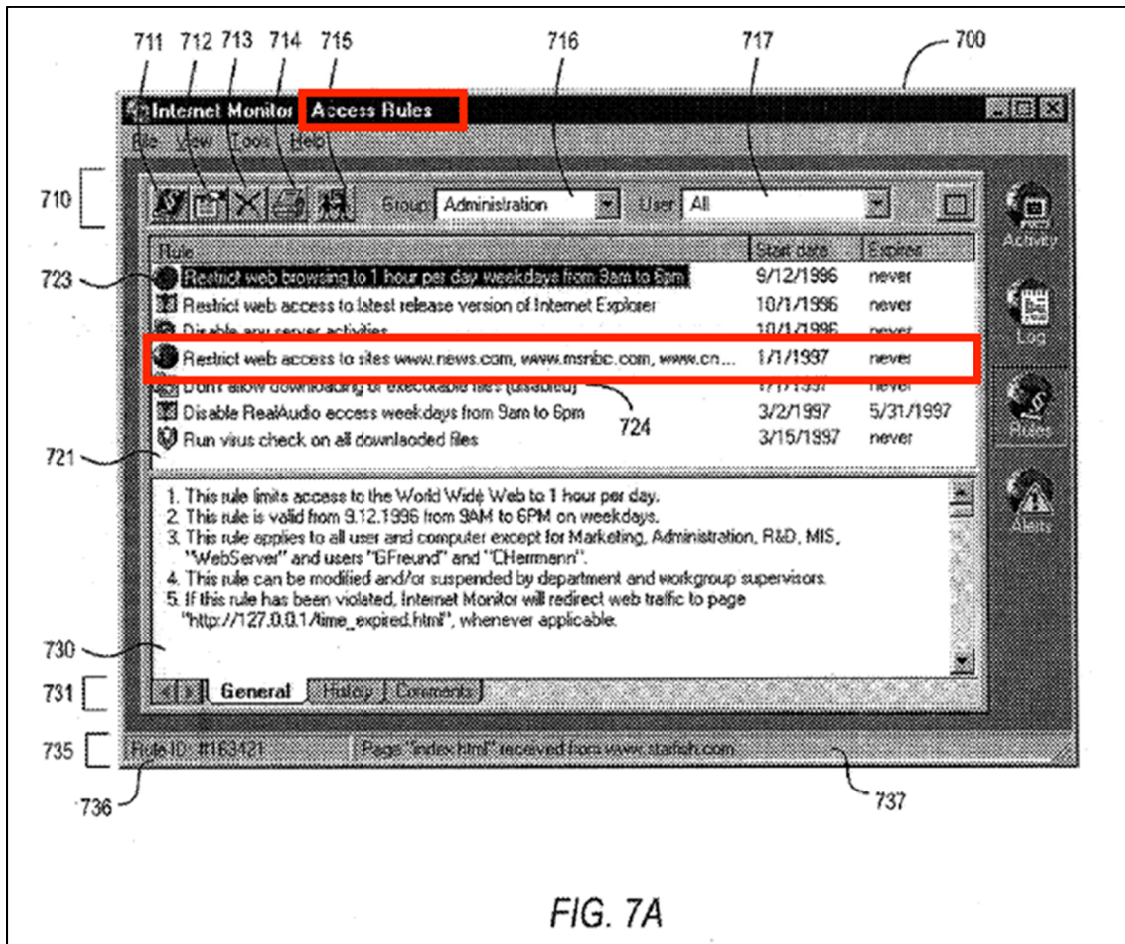 711 712 713 714 715 716 717 700
Internet Monitor Access Rules
File View Tools Help
710
Group: Administration User: All
Activity
Rule Start date Expires
723
Restrict web browsing to 1 hour per day weekdays from 9am to 6pm 9/12/1996 never
Restrict web access to latest release version of Internet Explorer 10/1/1996 never
Disable any server activities 10/1/1996 never
Log
Restrict web access to sites www.news.com, www.msnbc.com, www.cn... 1/1/1997 never
Don't allow downloading of executable files (disabled) 1/1/1997 never
Disable RealAudio access weekdays from 9am to 6pm 3/2/1997 5/31/1997
724
Rules
Run virus check on all downlaoded files 3/15/1997 never
721
1. This rule limits access to the World Wide Web to 1 hour per day.
2. This rule is valid from 9.12.1996 from 9AM to 6PM on weekdays.
3. This rule applies to all user and computer except for Marketing, Administration, R&D, MIS,
"WebServer" and users "GFreund" and "CHerrmann".
4. This rule can be modified and/or suspended by department and workgroup supervisors.
5. If this rule has been violated, Internet Monitor will redirect web traffic to page
"http://127.0.0.1/time_expired.html", whenever applicable.
Alerts
730
731
General History Comments
735
Rule ID: #163421 Page "index.html" received from www.starfish.com
736 737
FIG. 7A